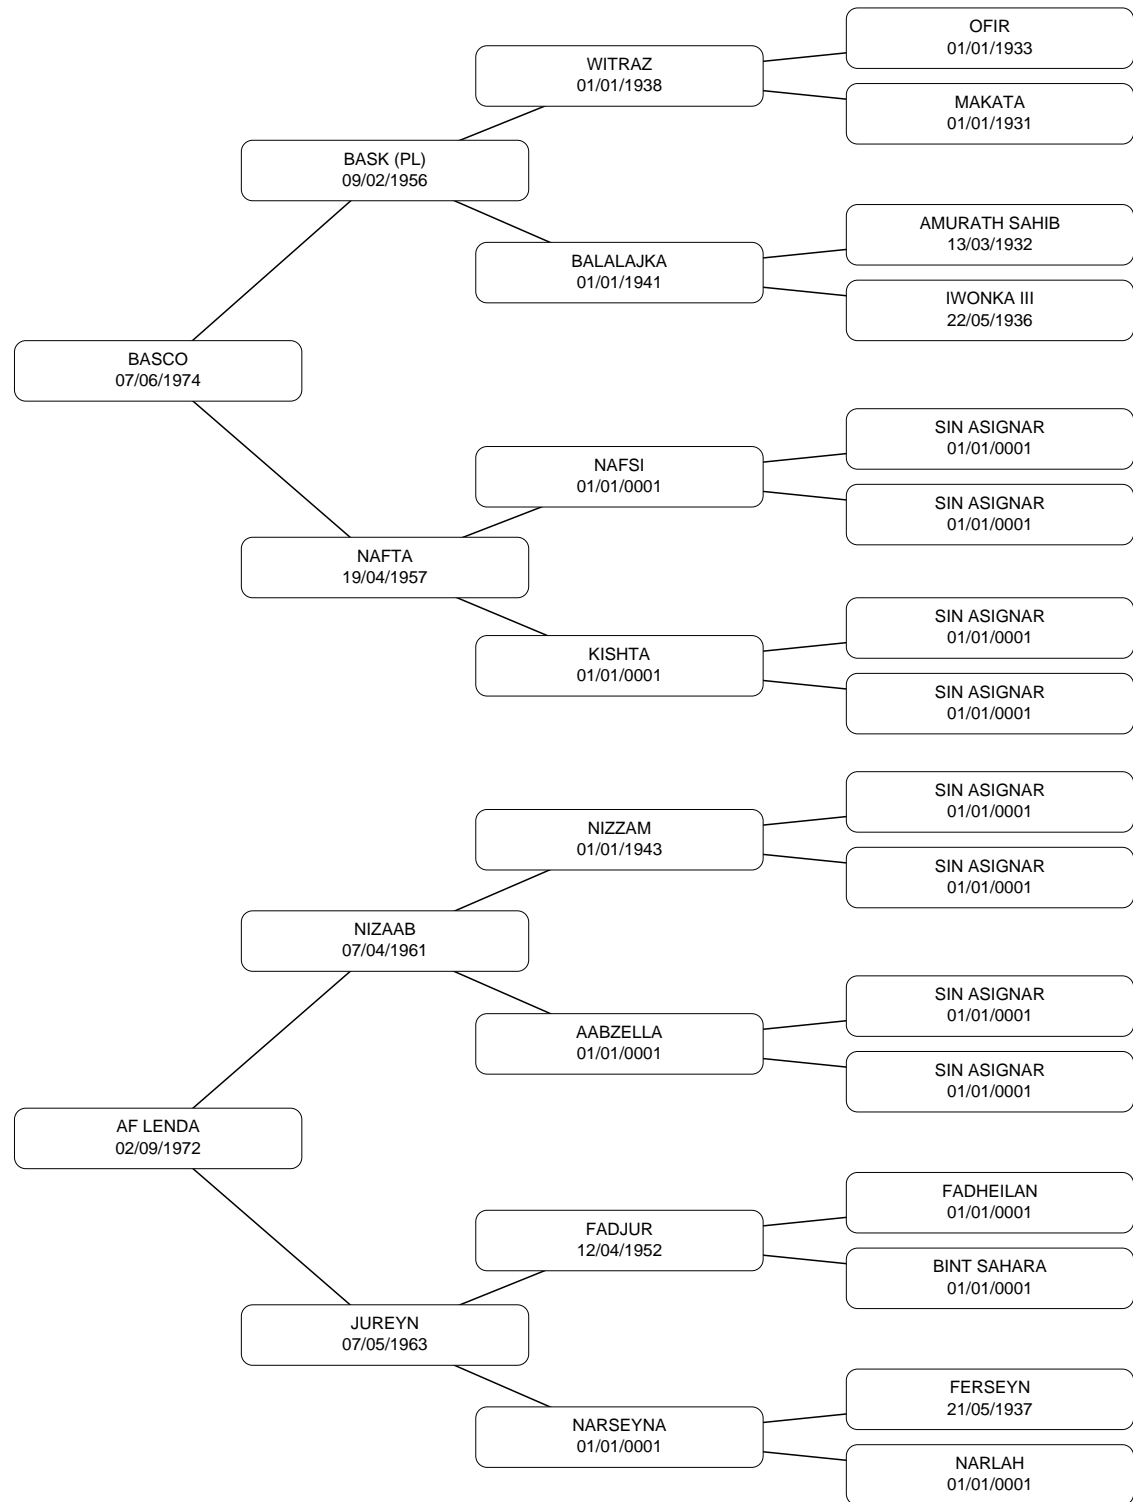 OFIR
01/01/1933
WITRAZ
01/01/1938
MAKATA
01/01/1931
BASK (PL)
09/02/1956
AMURATH SAHIB
13/03/1932
BALALAJKA
01/01/1941
IWONKA III
22/05/1936
BASCO
07/06/1974
SIN ASIGNAR
01/01/0001
NAFSI
01/01/0001
SIN ASIGNAR
01/01/0001
NAFTA
19/04/1957
SIN ASIGNAR
01/01/0001
KISHTA
01/01/0001
SIN ASIGNAR
01/01/0001
SIN ASIGNAR
01/01/0001
NIZZAM
01/01/1943
SIN ASIGNAR
01/01/0001
NIZAAB
07/04/1961
SIN ASIGNAR
01/01/0001
AABZELLA
01/01/0001
SIN ASIGNAR
01/01/0001
AF LENDA
02/09/1972
FADHEILAN
01/01/0001
FADJUR
12/04/1952
BINT SAHARA
01/01/0001
JUREYN
07/05/1963
FERSEYN
21/05/1937
NARSEYNA
01/01/0001
NARLAH
01/01/0001